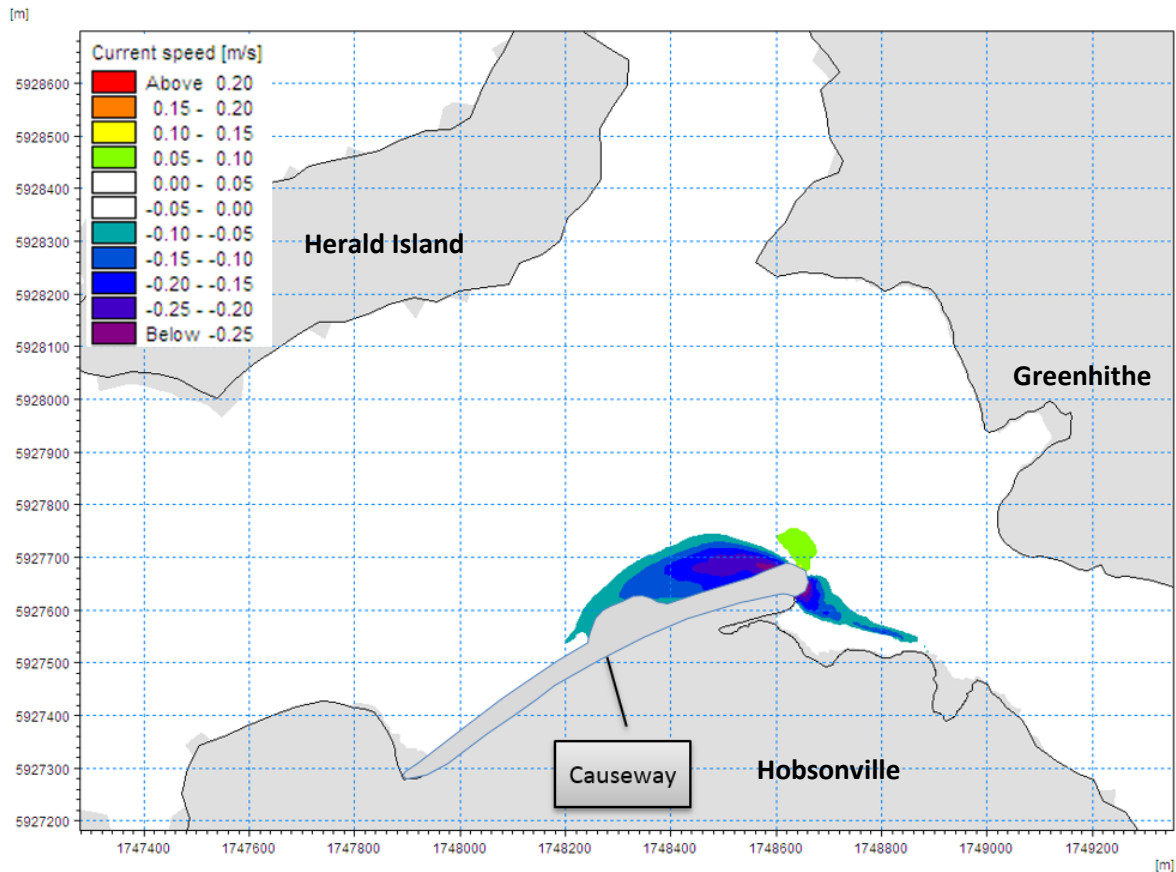 [m]
Current speed [m/s]
Above 0.20
0.15 - 0.20
0.10 - 0.15
0.05 - 0.10
0.00 - 0.05
-0.05 - 0.00
-0.10 - -0.05
-0.15 - -0.10
-0.20 - -0.15
-0.25 - -0.20
Below -0.25
5928600
5928500
5928400
5928300
5928200
5928100
5928000
5927900
5927800
5927700
5927600
5927500
5927400
5927300
5927200
Herald Island
Greenhithe
Causeway
Hobsonville
1747400
1747600
1747800
1748000
1748200
1748400
1748600
1748800
1749000
1749200
[m]